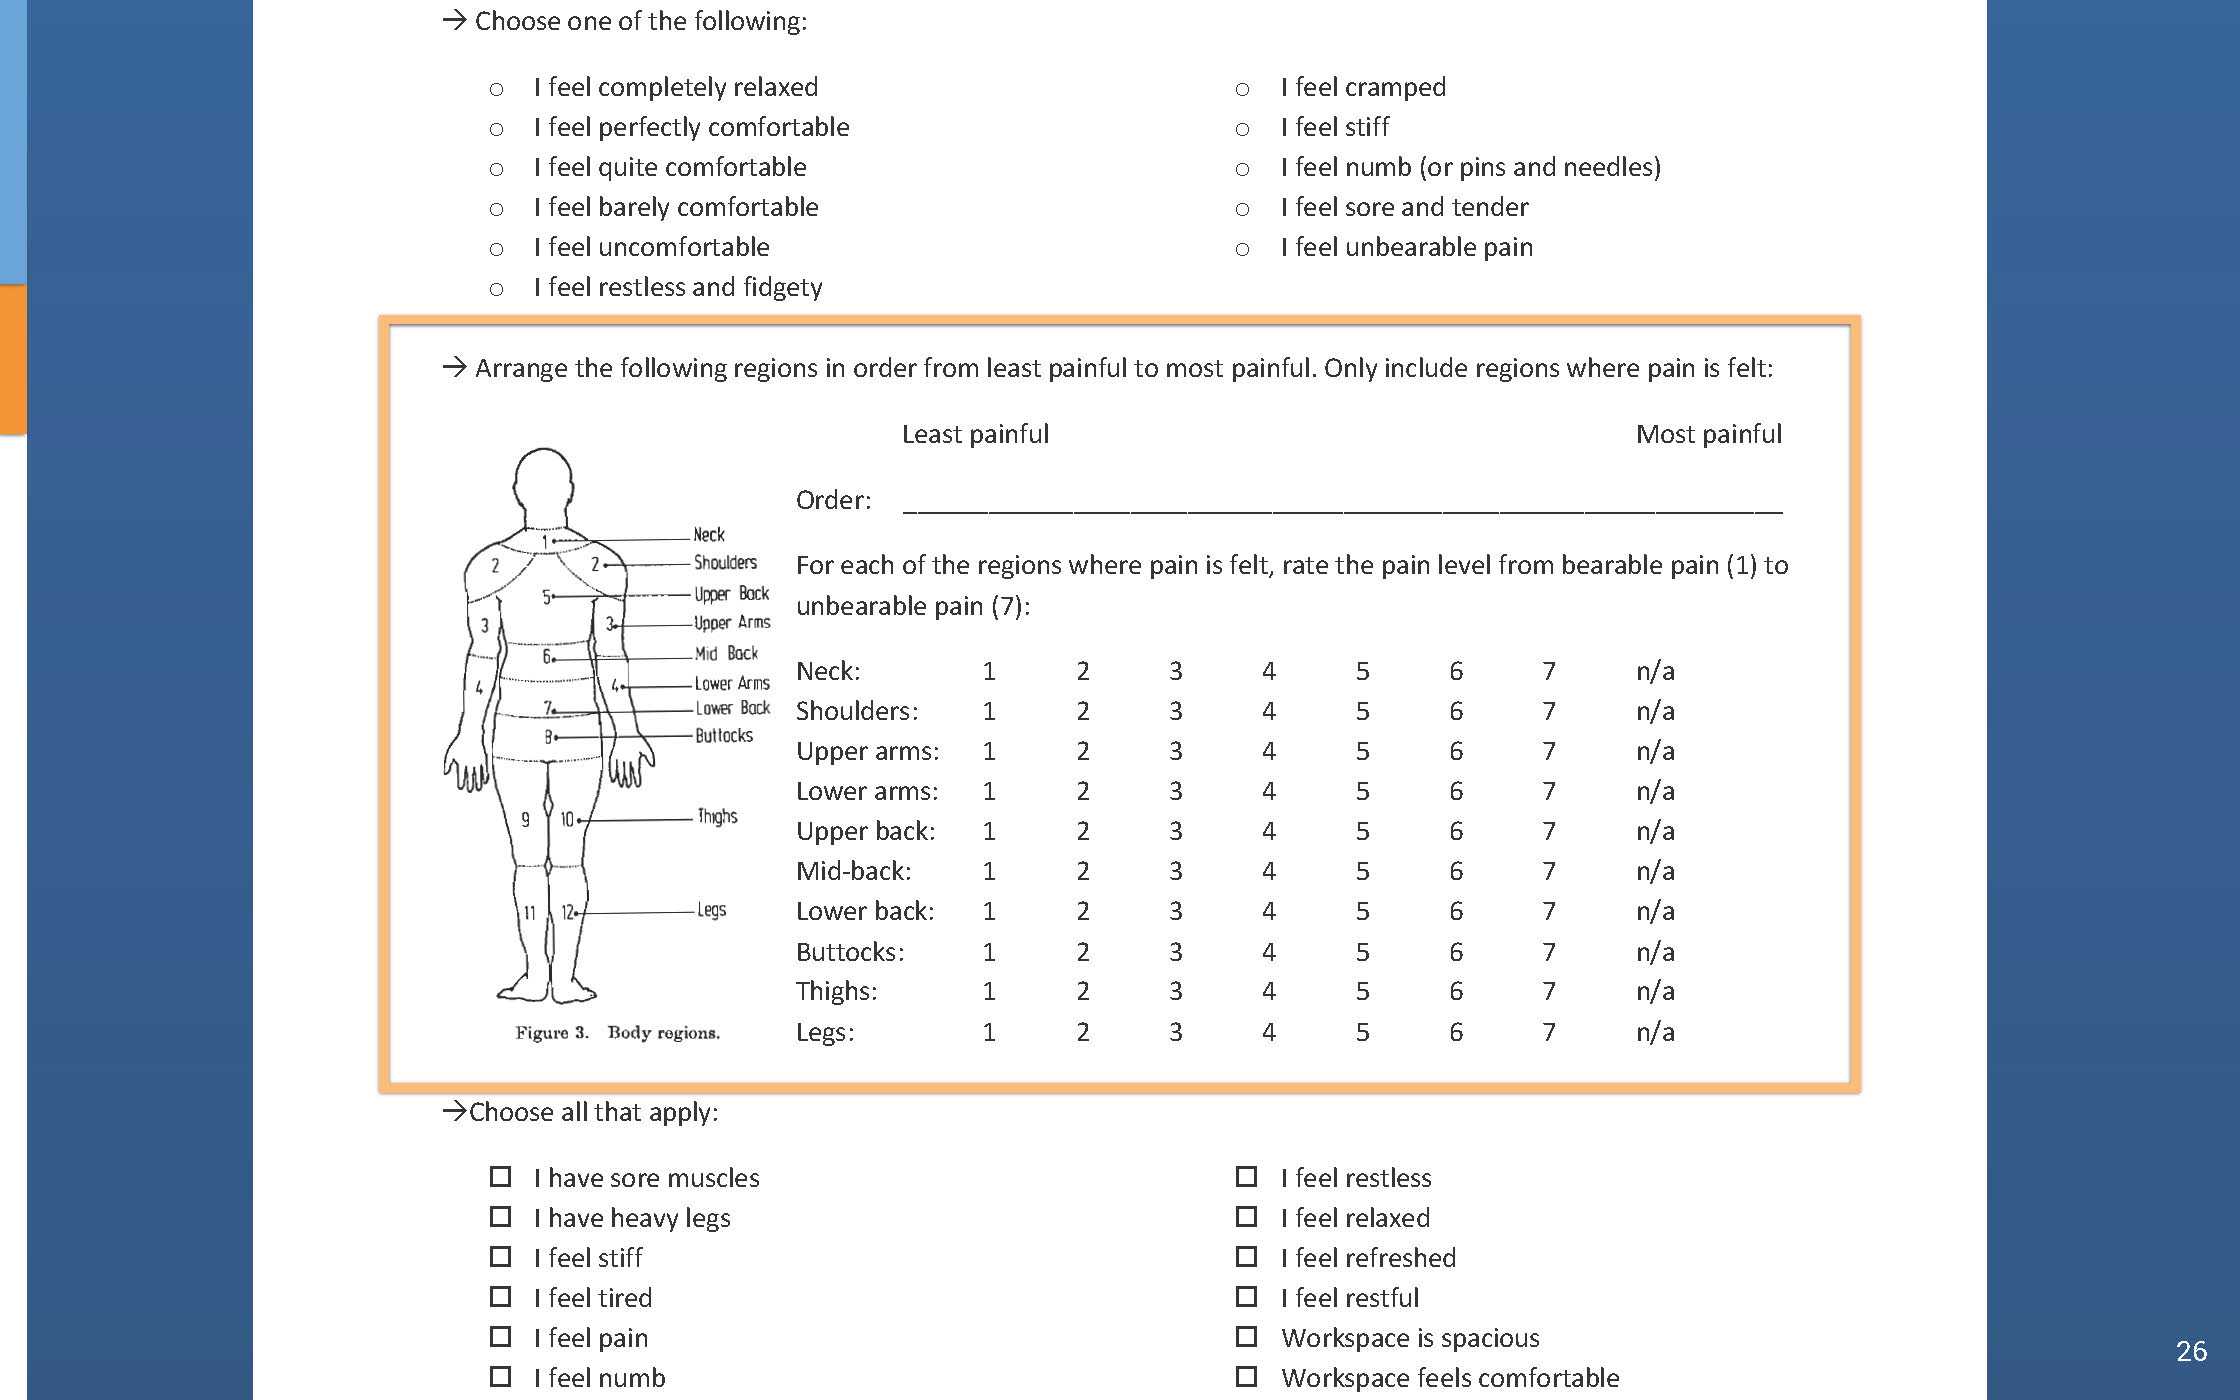 → Choose one of the following:
o I feel completely relaxed
o I feel perfectly comfortable
o I feel quite comfortable
o I feel barely comfortable
o I feel uncomfortable
o I feel restless and fidgety
o I feel cramped
o I feel stiff
o I feel numb (or pins and needles)
o I feel sore and tender
o I feel unbearable pain
→ Arrange the following regions in order from least painful to most painful. Only include regions where pain is felt:
Least painful Most painful
Order: ______________________________________________________________
1 Neck
2 2 Shoulders
5 Upper Back
3 3 Upper Arms
6 Mid Back
4 4 Lower Arms
7 Lower Back
8 Buttocks
9 10 Thighs
11 12 Legs
Figure 3. Body regions.
For each of the regions where pain is felt, rate the pain level from bearable pain (1) to
unbearable pain (7):
Neck: 1 2 3 4 5 6 7 n/a
Shoulders: 1 2 3 4 5 6 7 n/a
Upper arms: 1 2 3 4 5 6 7 n/a
Lower arms: 1 2 3 4 5 6 7 n/a
Upper back: 1 2 3 4 5 6 7 n/a
Mid-back: 1 2 3 4 5 6 7 n/a
Lower back: 1 2 3 4 5 6 7 n/a
Buttocks: 1 2 3 4 5 6 7 n/a
Thighs: 1 2 3 4 5 6 7 n/a
Legs: 1 2 3 4 5 6 7 n/a
→Choose all that apply:
☐ I have sore muscles
☐ I have heavy legs
☐ I feel stiff
☐ I feel tired
☐ I feel pain
☐ I feel numb
☐ I feel restless
☐ I feel relaxed
☐ I feel refreshed
☐ I feel restful
☐ Workspace is spacious
☐ Workspace feels comfortable
26